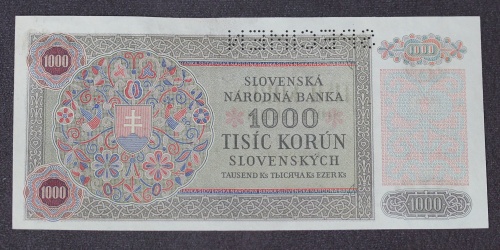 SPECIMEN
1000
1000
SLOVENSKÁ
NÁRODNÁ BANKA
1000
TISÍC KORÚN
SLOVENSKÝCH
TAUSEND Ks ТЫСЯЧА Ks EZER Ks
1000
1000